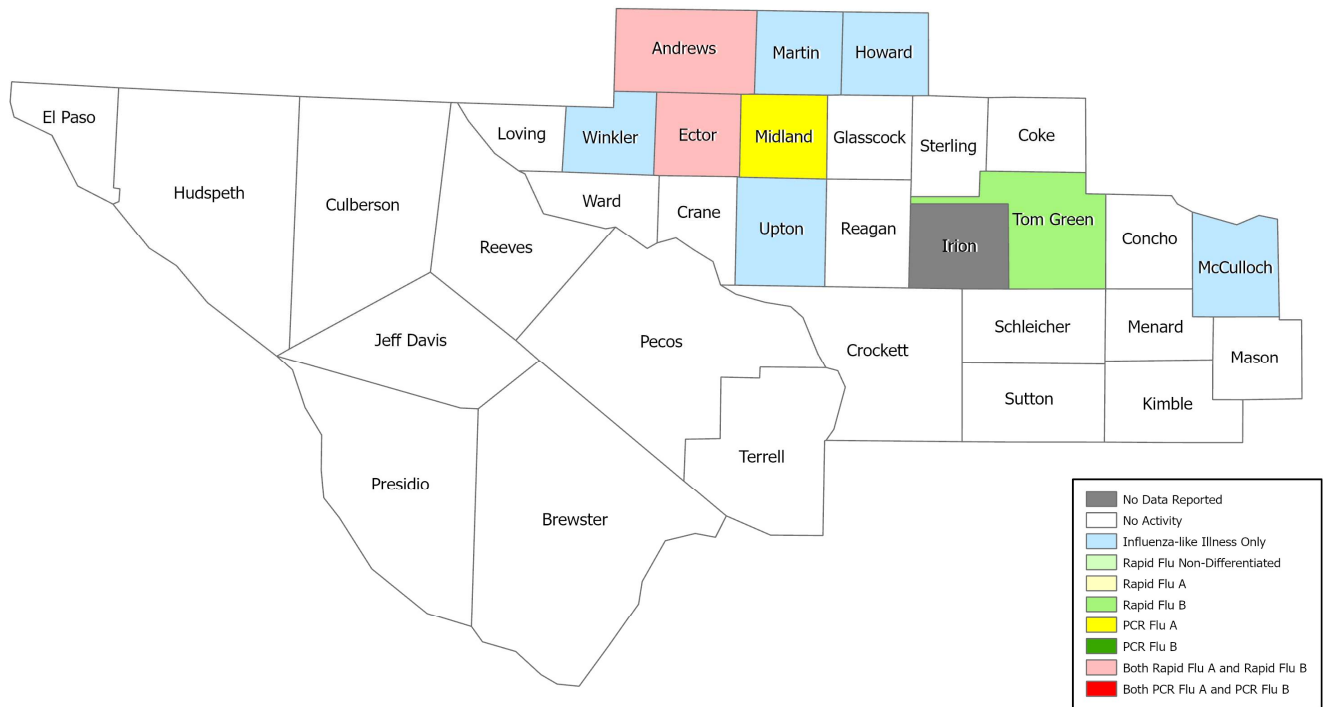 Andrews
Martin
Howard
El Paso
Loving
Winkler
Ector
Midland
Glasscock
Sterling
Coke
Hudspeth
Culberson
Ward
Crane
Upton
Reagan
Irion
Tom Green
Concho
McCulloch
Reeves
Jeff Davis
Pecos
Crockett
Schleicher
Menard
Mason
Sutton
Kimble
Terrell
Presidio
Brewster
No Data Reported
No Activity
Influenza-like Illness Only
Rapid Flu Non-Differentiated
Rapid Flu A
Rapid Flu B
PCR Flu A
PCR Flu B
Both Rapid Flu A and Rapid Flu B
Both PCR Flu A and PCR Flu B